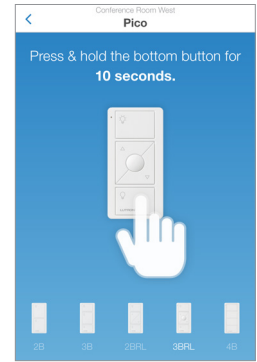 Conference Room West
Pico
Press & hold the bottom button for
10 seconds.
2B 3B 2BRL 3BRL 4B